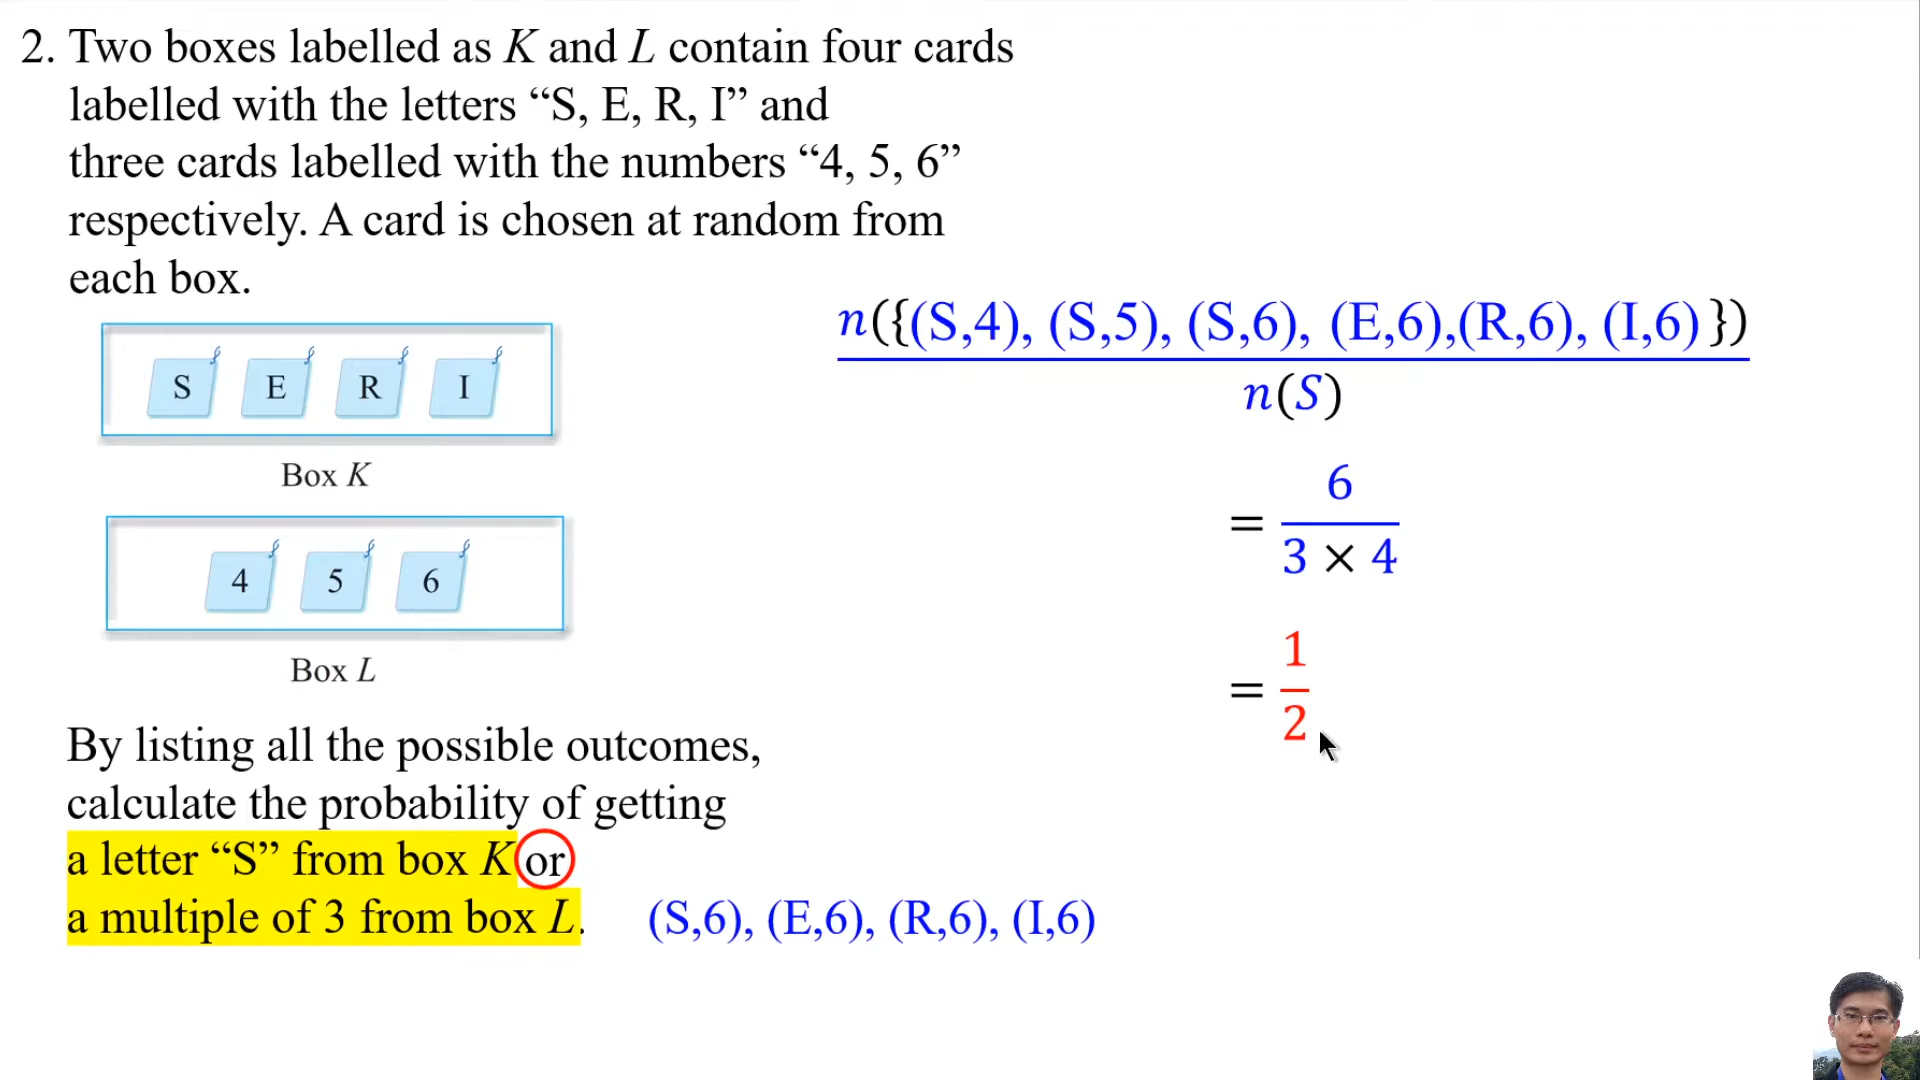 2. Two boxes labelled as K and L contain four cards
labelled with the letters “S, E, R, I” and
three cards labelled with the numbers “4, 5, 6”
respectively. A card is chosen at random from
each box.
S E R I
Box K
4 5 6
Box L
By listing all the possible outcomes,
calculate the probability of getting
a letter “S” from box K or
a multiple of 3 from box L.
(S,6), (E,6), (R,6), (I,6)
n({(S,4), (S,5), (S,6), (E,6),(R,6), (I,6)})
n(S)
6
=
3 × 4
1
=
2